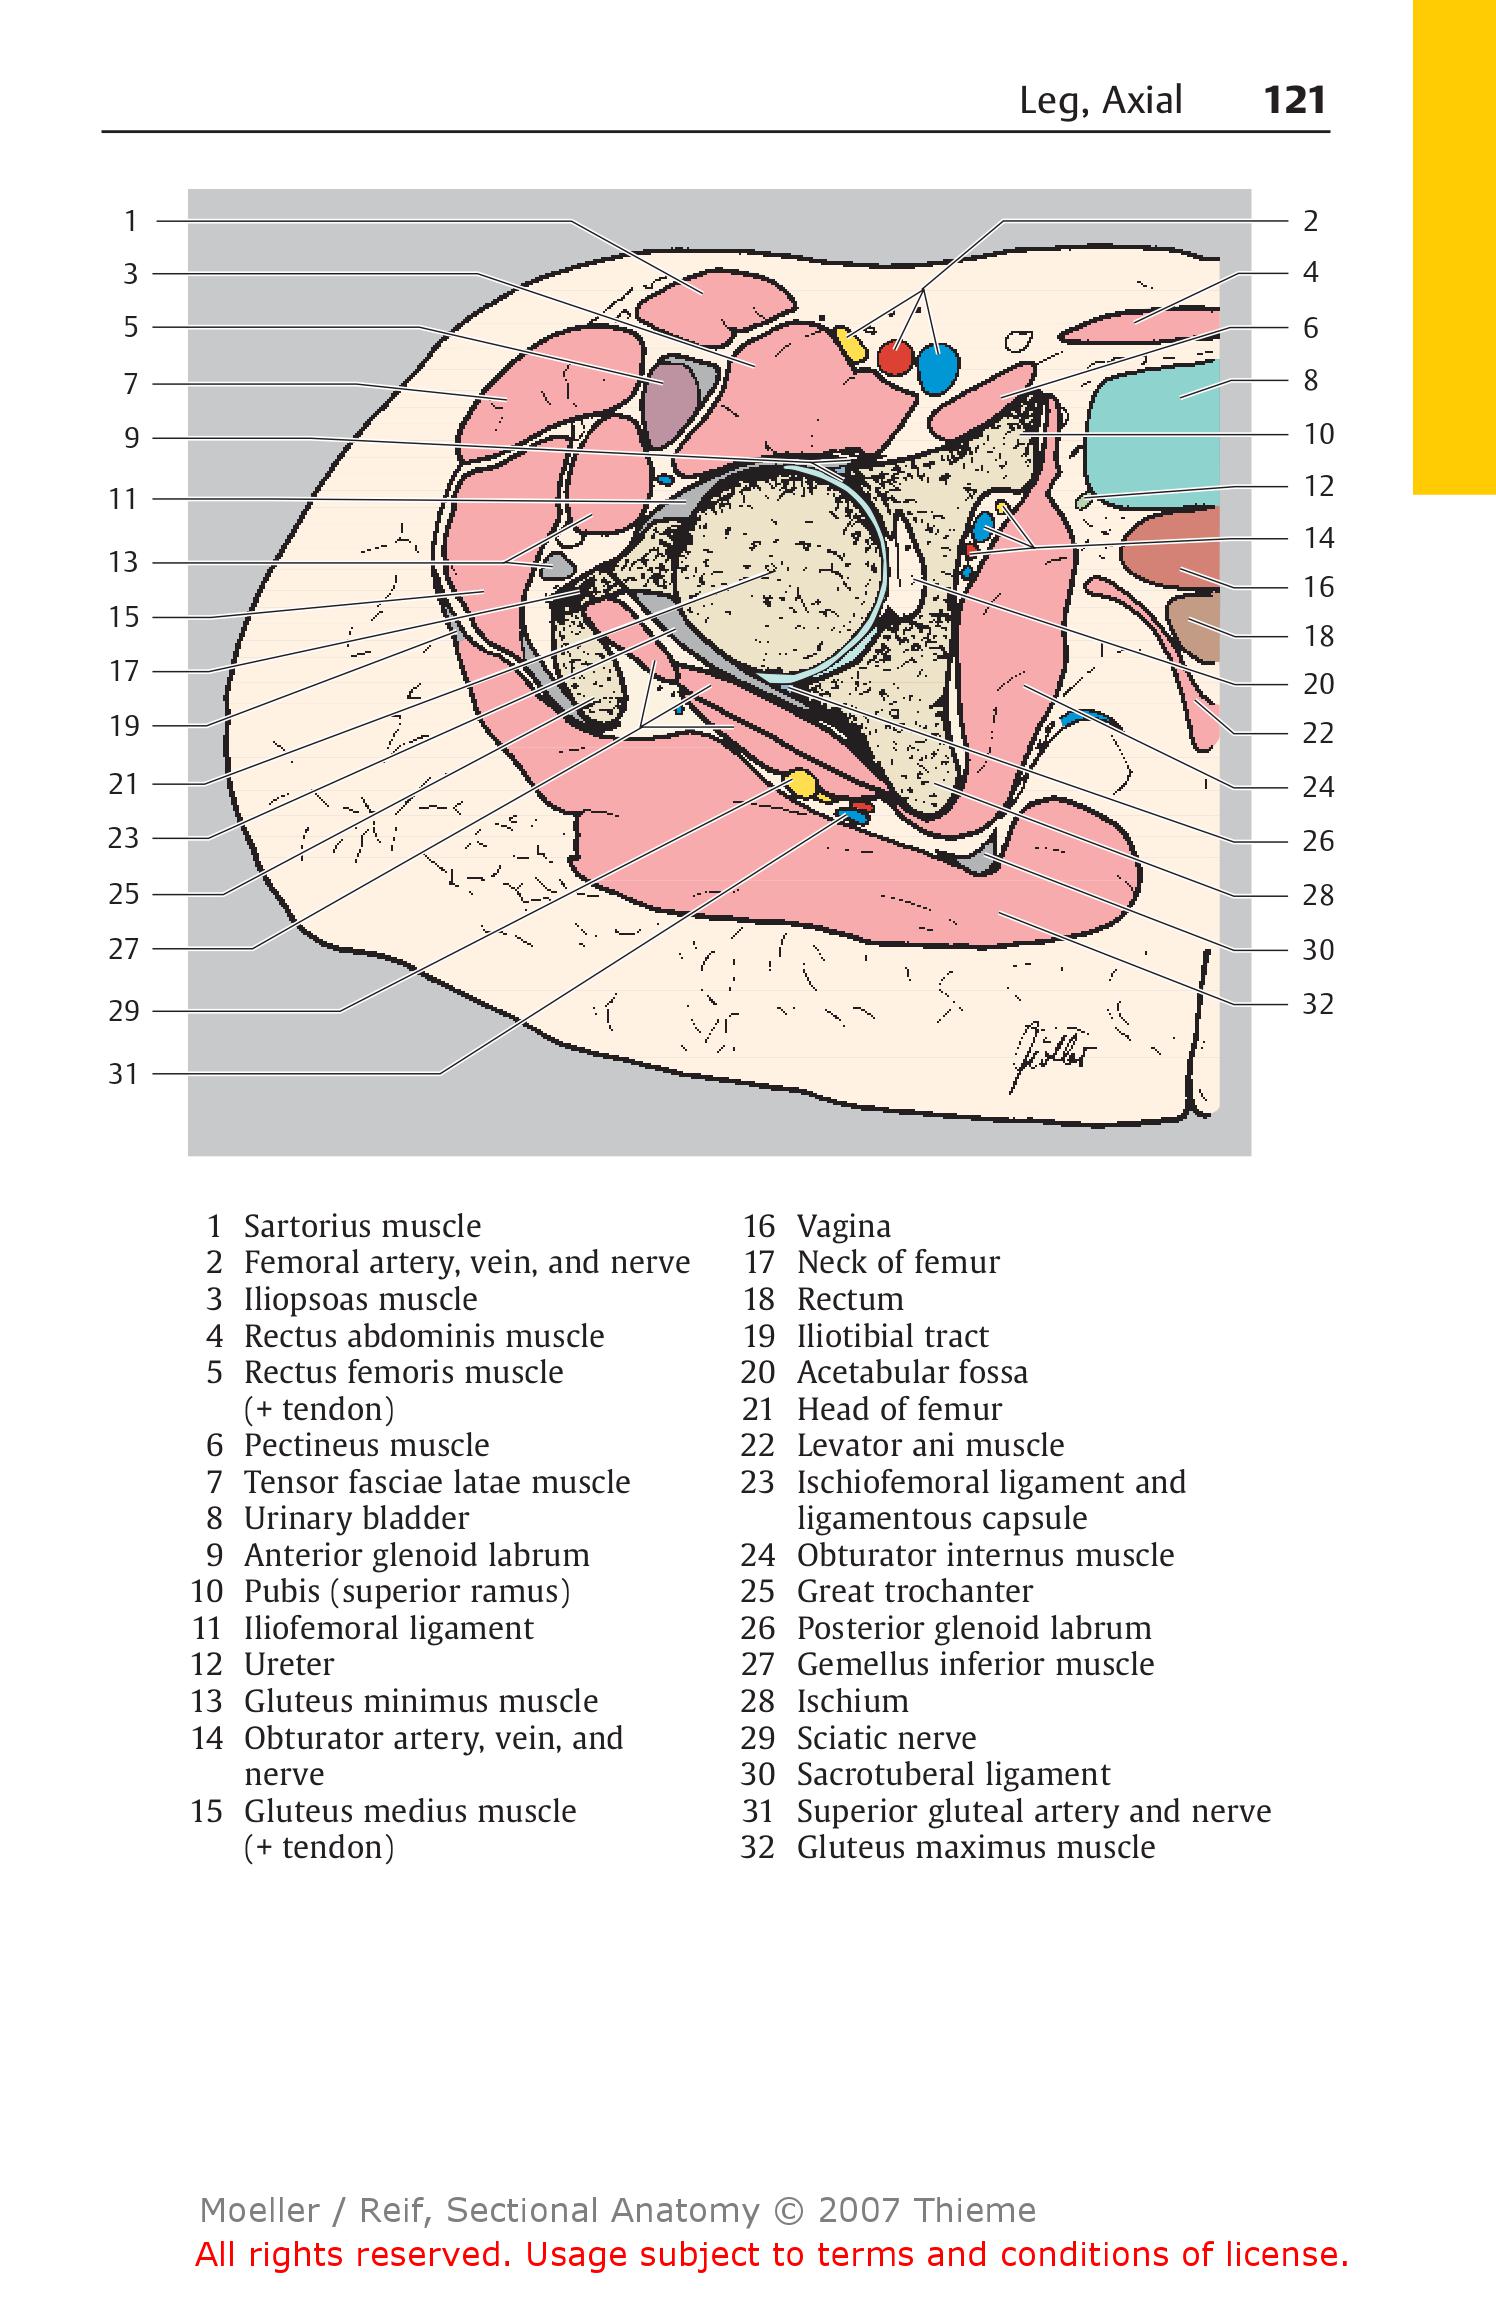 Leg, Axial 121
1
2
3
4
5
6
7
8
9
10
11
12
13
14
15
16
17
18
19
20
21
22
23
24
25
26
27
28
29
30
31
32
1 Sartorius muscle
2 Femoral artery, vein, and nerve
3 Iliopsoas muscle
4 Rectus abdominis muscle
5 Rectus femoris muscle
(+ tendon)
6 Pectineus muscle
7 Tensor fasciae latae muscle
8 Urinary bladder
9 Anterior glenoid labrum
10 Pubis (superior ramus)
11 Iliofemoral ligament
12 Ureter
13 Gluteus minimus muscle
14 Obturator artery, vein, and
nerve
15 Gluteus medius muscle
(+ tendon)
16 Vagina
17 Neck of femur
18 Rectum
19 Iliotibial tract
20 Acetabular fossa
21 Head of femur
22 Levator ani muscle
23 Ischiofemoral ligament and
ligamentous capsule
24 Obturator internus muscle
25 Great trochanter
26 Posterior glenoid labrum
27 Gemellus inferior muscle
28 Ischium
29 Sciatic nerve
30 Sacrotuberal ligament
31 Superior gluteal artery and nerve
32 Gluteus maximus muscle
Moeller / Reif, Sectional Anatomy © 2007 Thieme
All rights reserved. Usage subject to terms and conditions of license.